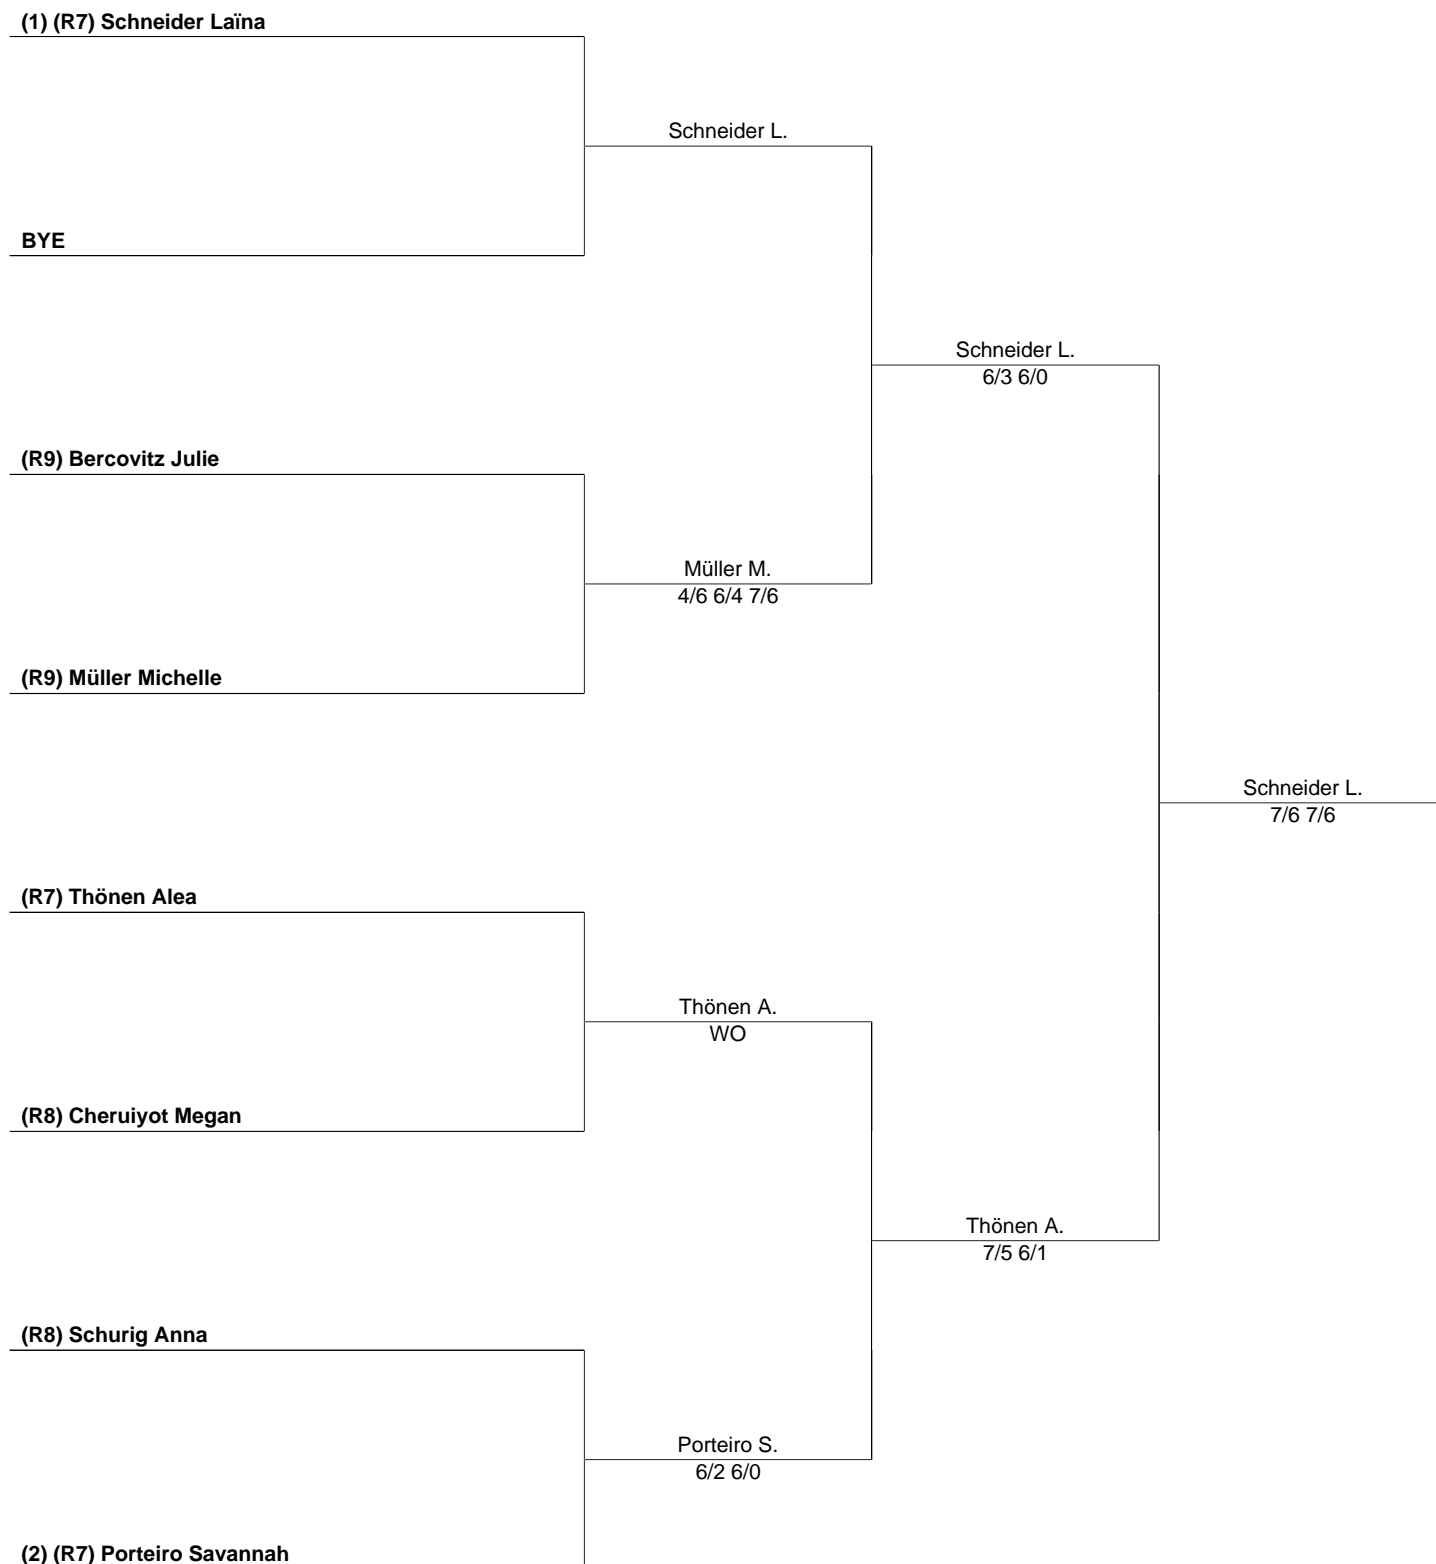 (1) (R7) Schneider Laïna
Schneider L.
BYE
Schneider L.
6/3 6/0
(R9) Bercovitz Julie
Müller M.
4/6 6/4 7/6
(R9) Müller Michelle
Schneider L.
7/6 7/6
(R7) Thönen Alea
Thönen A.
WO
(R8) Cheruiyot Megan
Thönen A.
7/5 6/1
(R8) Schurig Anna
Porteiro S.
6/2 6/0
(2) (R7) Porteiro Savannah